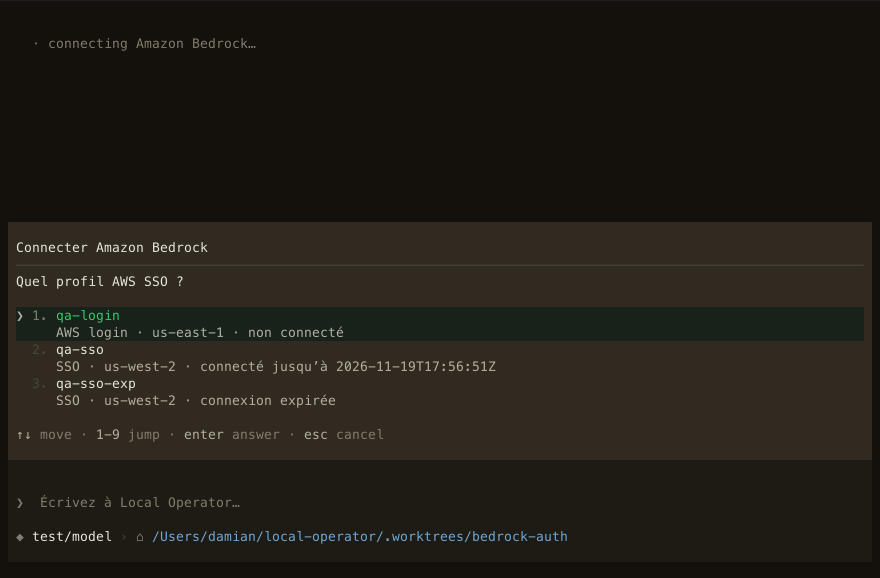 · connecting Amazon Bedrock…
Connecter Amazon Bedrock
Quel profil AWS SSO ?
❯ 1. qa-login
AWS login · us-east-1 · non connecté
2. qa-sso
SSO · us-west-2 · connecté jusqu’à 2026-11-19T17:56:51Z
3. qa-sso-exp
SSO · us-west-2 · connexion expirée
↑↓ move · 1-9 jump · enter answer · esc cancel
❯ Écrivez à Local Operator…
◆ test/model › ⌂ /Users/damian/local-operator/.worktrees/bedrock-auth